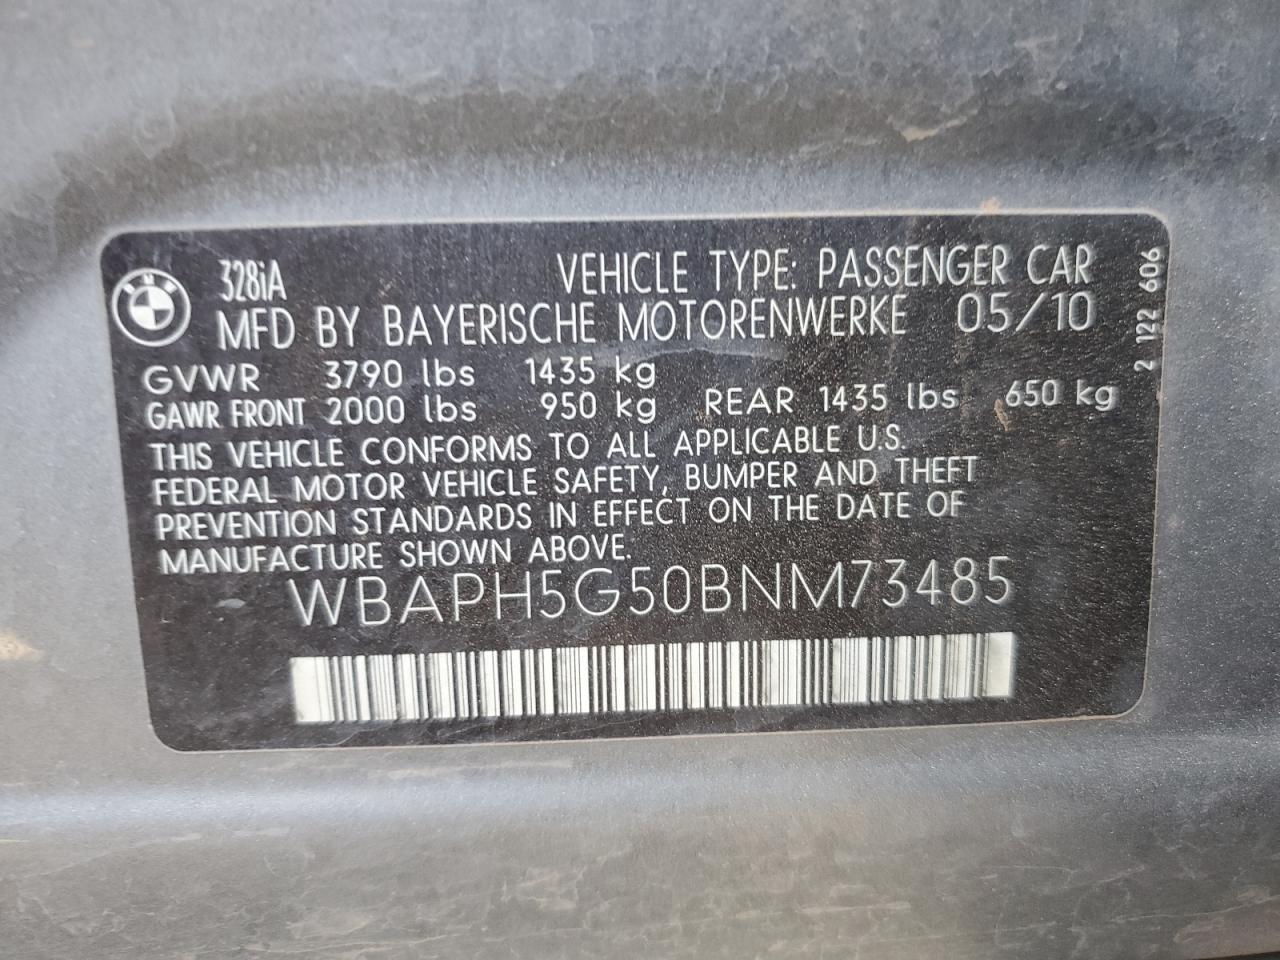 BMW
328iA VEHICLE TYPE: PASSENGER CAR
MFD BY BAYERISCHE MOTORENWERKE 05/10
GVWR 3790 lbs 1435 kg
GAWR FRONT 2000 lbs 950 kg REAR 1435 lbs 650 kg
THIS VEHICLE CONFORMS TO ALL APPLICABLE U.S.
FEDERAL MOTOR VEHICLE SAFETY, BUMPER AND THEFT
PREVENTION STANDARDS IN EFFECT ON THE DATE OF
MANUFACTURE SHOWN ABOVE.
WBAPH5G50BNM73485
2 122 606